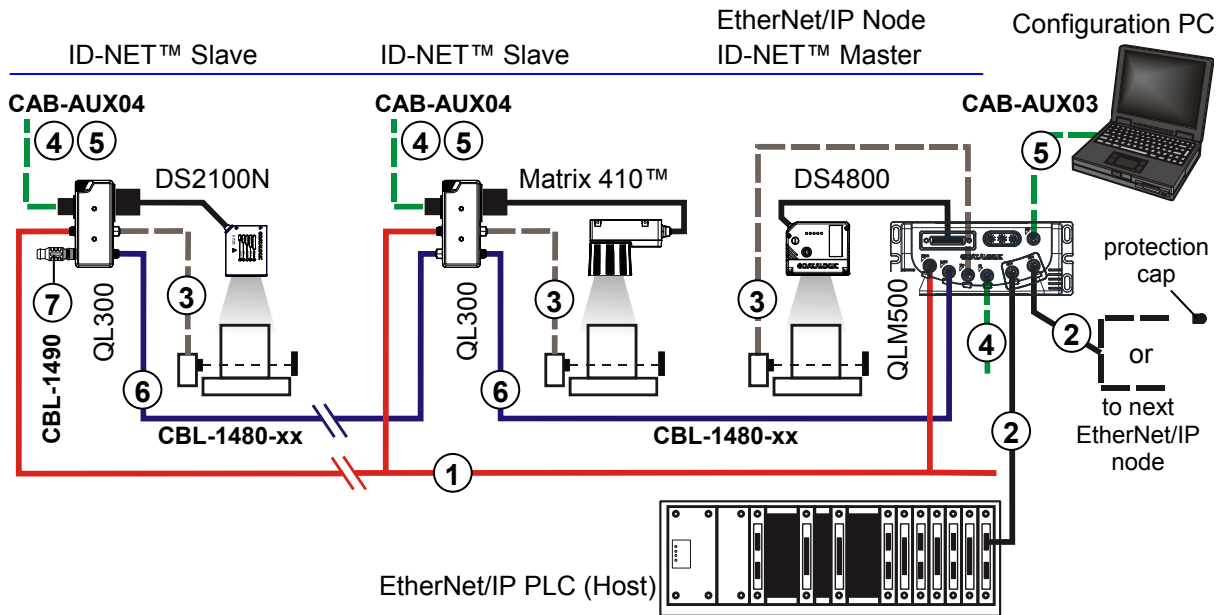 EtherNet/IP Node
Configuration PC
ID-NET™ Slave
ID-NET™ Slave
ID-NET™ Master
CAB-AUX04
CAB-AUX04
CAB-AUX03
4 5
4 5
5
DS2100N
Matrix 410™
DS4800
DATALOGIC
protection
cap
7
3
3
3
QL300
QL300
QLM500
4
2
or
CBL-1490
6
6
to next
EtherNet/IP
node
CBL-1480-xx
CBL-1480-xx
2
1
EtherNet/IP PLC (Host)